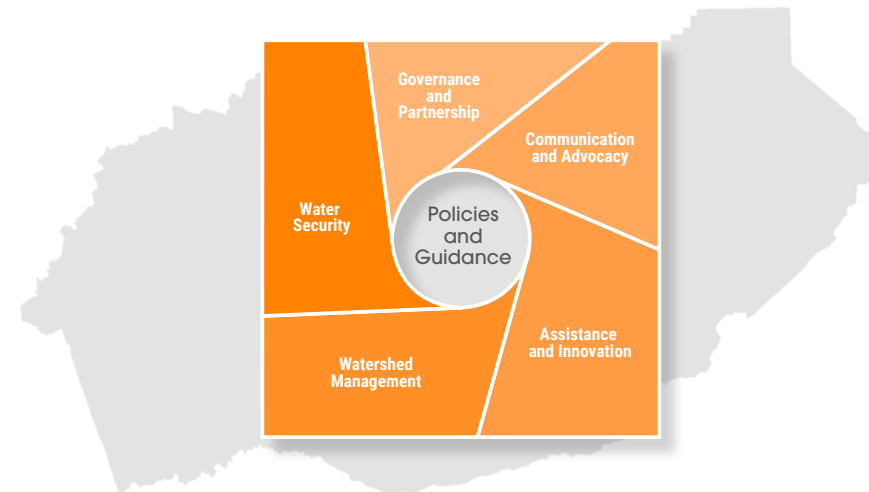 Governance
and
Partnership
Communication
and Advocacy
Water
Security
Policies
and
Guidance
Assistance
and Innovation
Watershed
Management